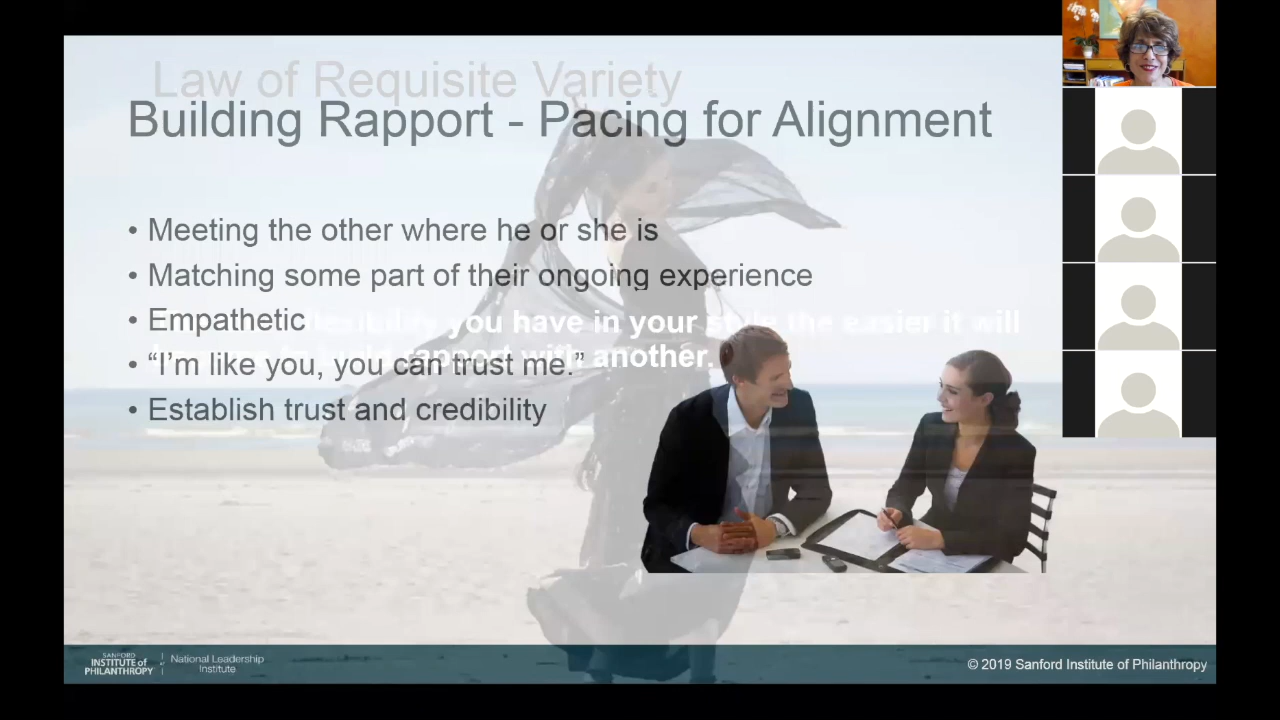 Law of Requisite Variety
Building Rapport - Pacing for Alignment
• Meeting the other where he or she is
• Matching some part of their ongoing experience
• Empathetic
you have in your style the easier it will
rapport with another.
• “I’m like you, you can trust me.”
• Establish trust and credibility
SANFORD
INSTITUTE of
PHILANTHROPY
National Leadership
Institute
© 2019 Sanford Institute of Philanthropy